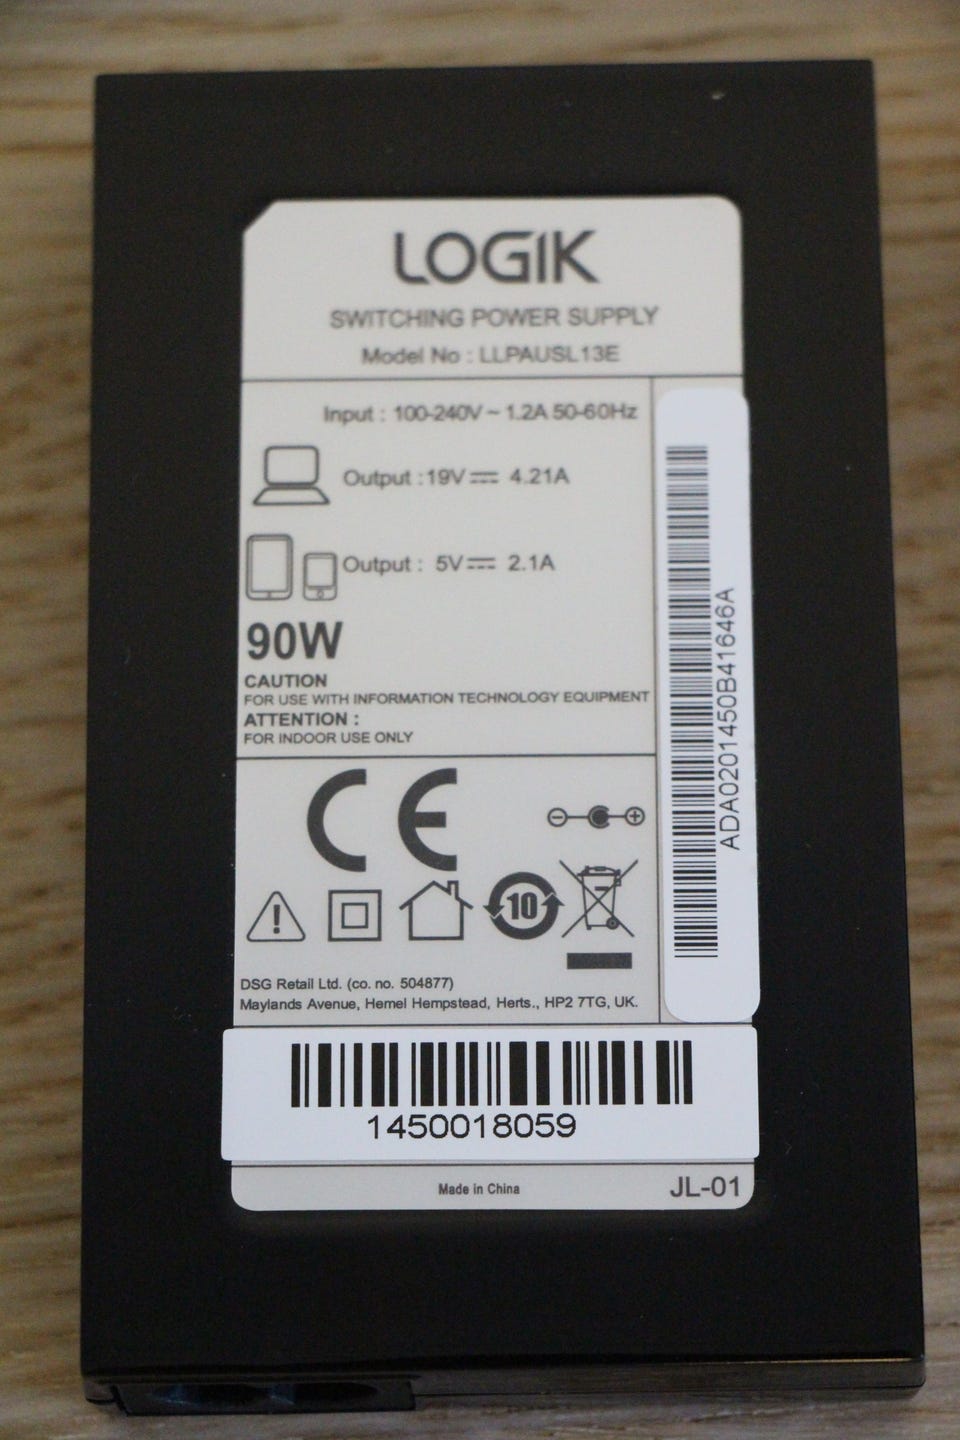 LOGIK
SWITCHING POWER SUPPLY
Model No : LLPAUSL13E
Input : 100-240V ~ 1.2A 50-60Hz
Output : 19V ⎓ 4.21A
Output : 5V ⎓ 2.1A
90W
CAUTION
FOR USE WITH INFORMATION TECHNOLOGY EQUIPMENT
ATTENTION :
FOR INDOOR USE ONLY
ADA0201450B41646A
CE
10
DSG Retail Ltd. (co. no. 504877)
Maylands Avenue, Hemel Hempstead, Herts., HP2 7TG, UK.
1450018059
Made in China
JL-01